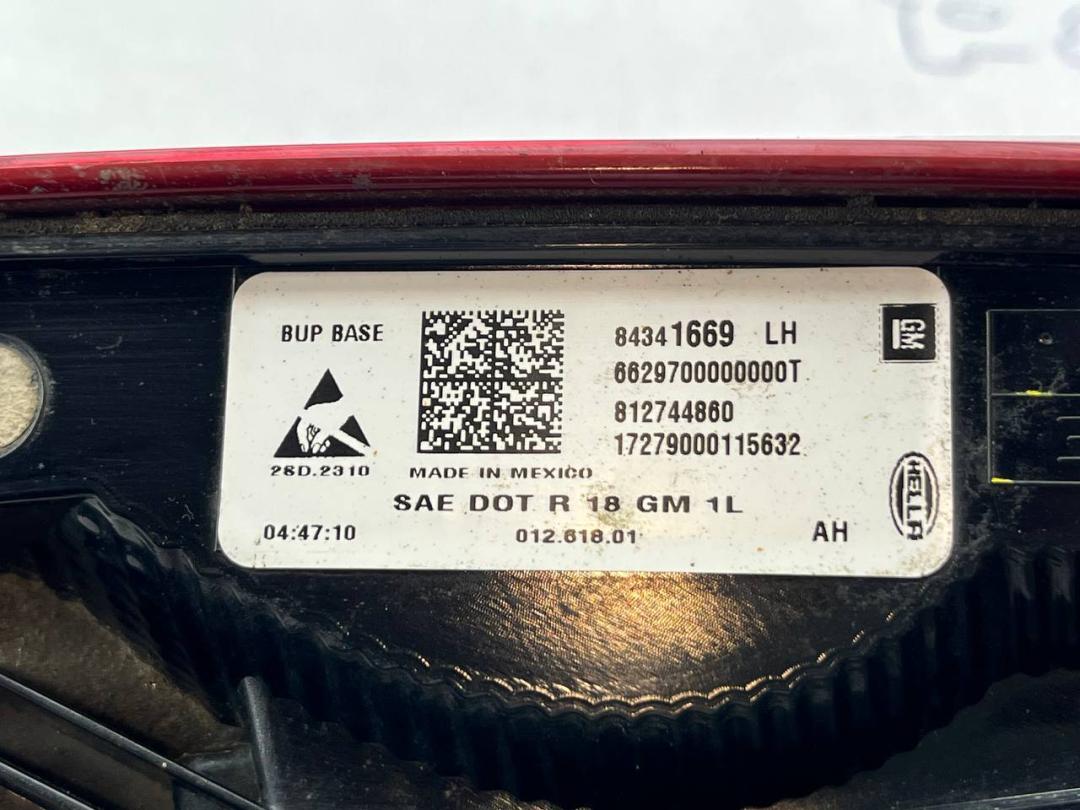 BUP BASE
84341669 LH
GM
6629700000000T
812744860
17279000115632
28D.2310
MADE IN MEXICO
SAE DOT R 18 GM 1L
HELLA
04:47:10
012.618.01
AH